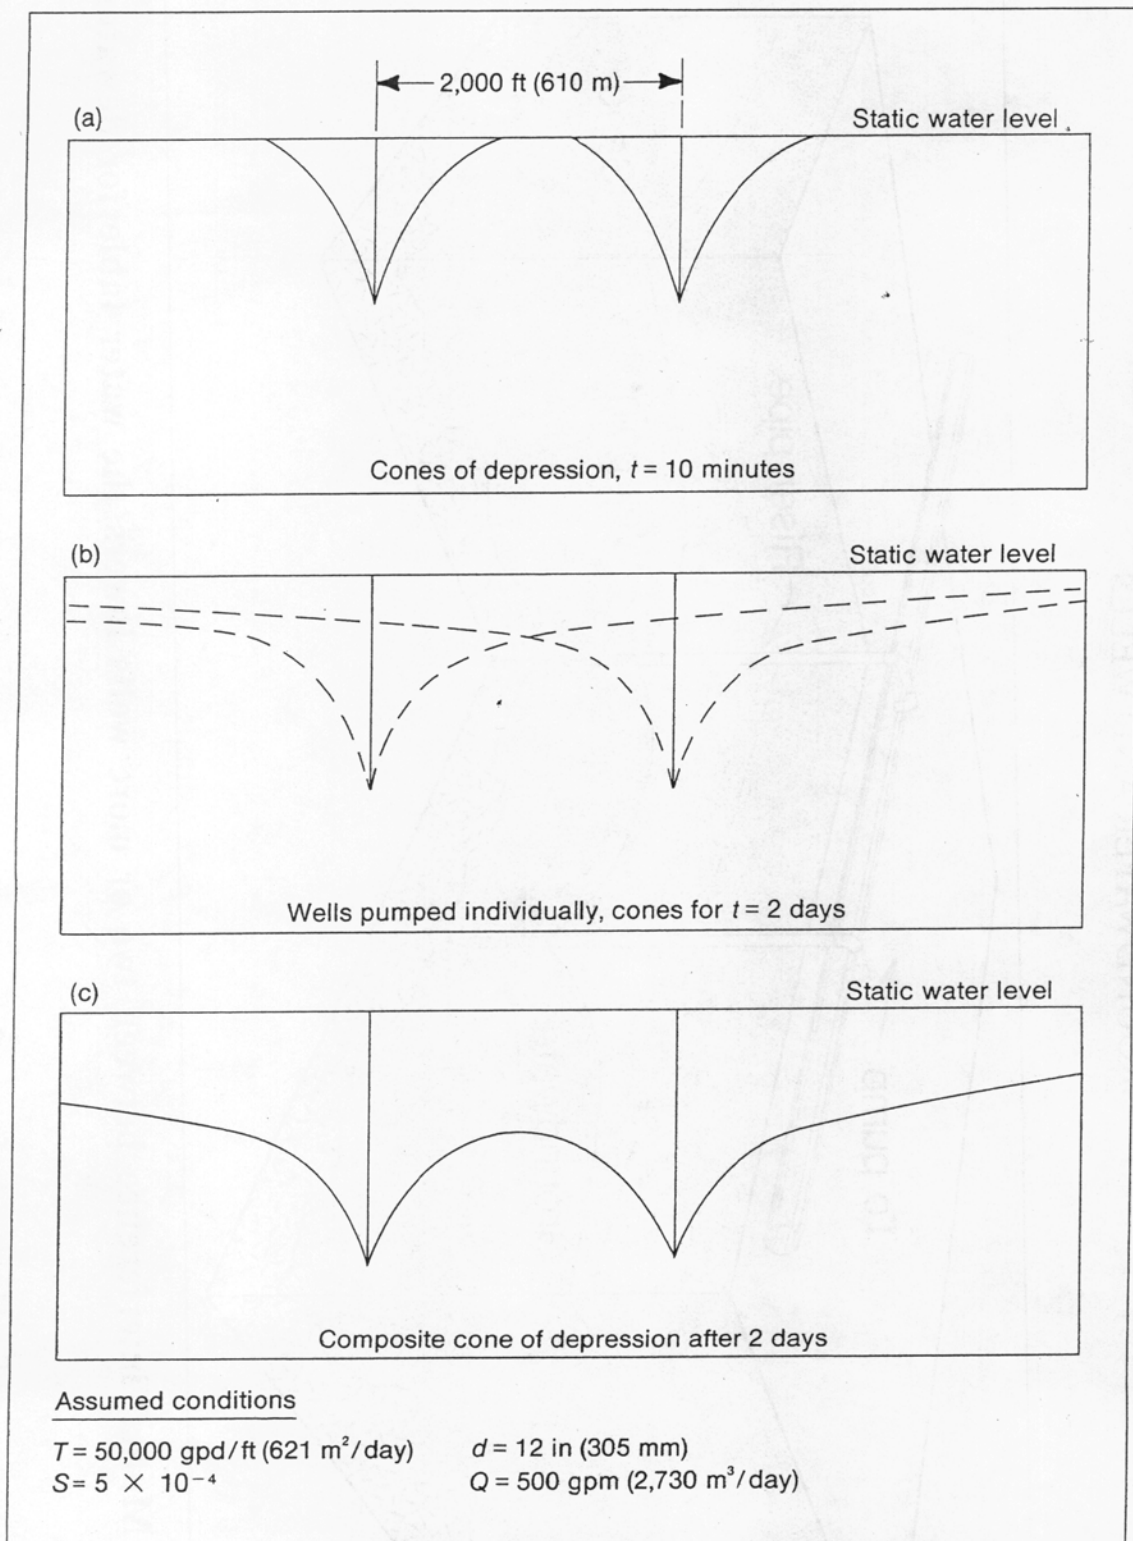 2,000 ft (610 m)
(a)
Static water level
Cones of depression, t = 10 minutes
(b)
Static water level
Wells pumped individually, cones for t = 2 days
(c)
Static water level
Composite cone of depression after 2 days
Assumed conditions
T = 50,000 gpd/ft (621 m²/day) d = 12 in (305 mm)
S = 5 × 10⁻⁴ Q = 500 gpm (2,730 m³/day)